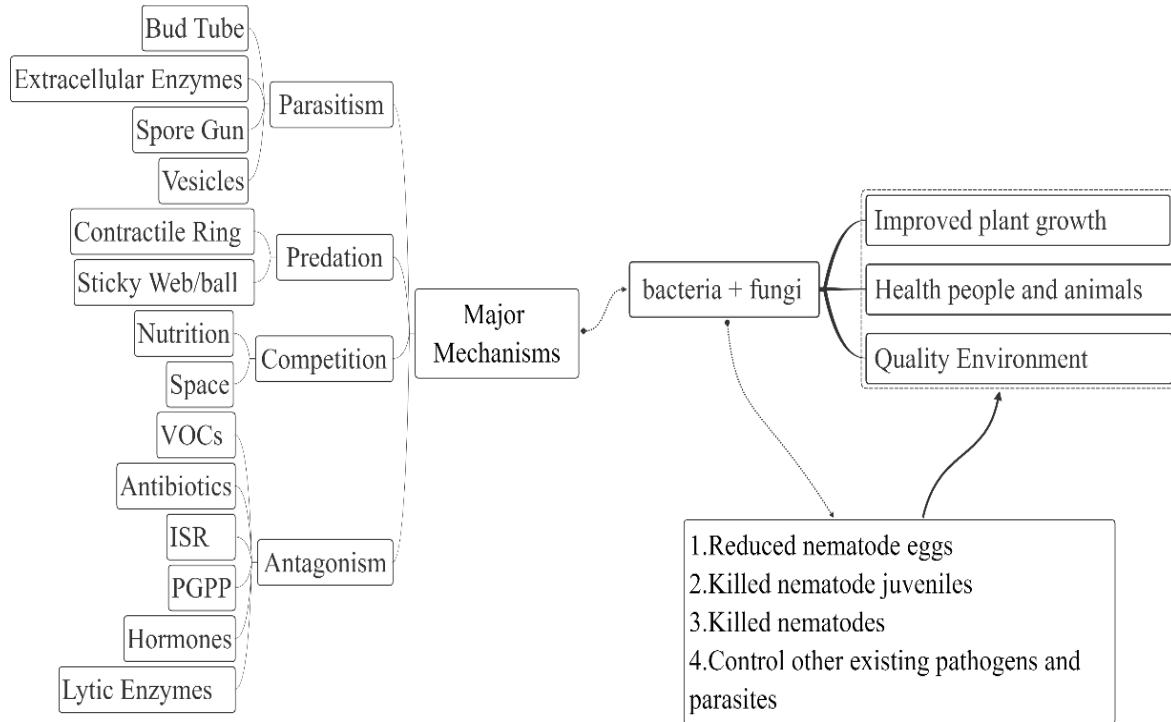 Bud Tube
Extracellular Enzymes
Spore Gun
Vesicles
Contractile Ring
Sticky Web/ball
Nutrition
Space
VOCs
Antibiotics
ISR
PGPP
Hormones
Lytic Enzymes
Parasitism
Predation
Competition
Antagonism
Major
Mechanisms
bacteria + fungi
Improved plant growth
Health people and animals
Quality Environment
1.Reduced nematode eggs
2.Killed nematode juveniles
3.Killed nematodes
4.Control other existing pathogens and
parasites